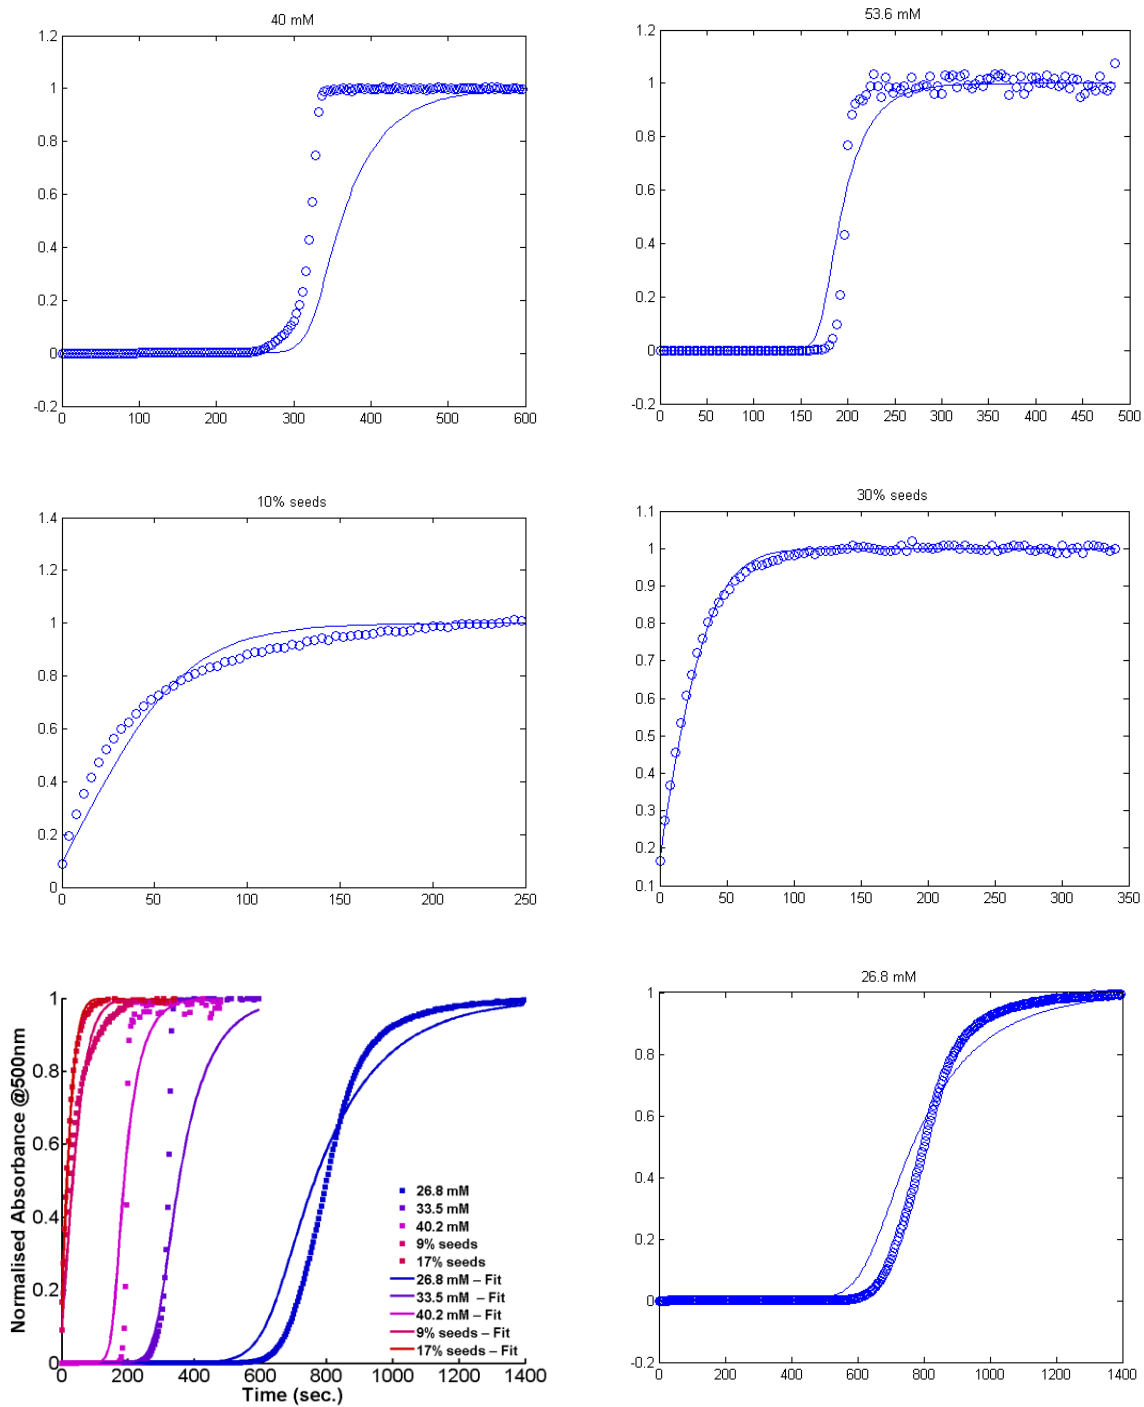 40 mM
1.2
1
0.8
0.6
0.4
0.2
0
-0.2
0 100 200 300 400 500 600
53.6 mM
1.2
1
0.8
0.6
0.4
0.2
0
-0.2
0 50 100 150 200 250 300 350 400 450 500
10% seeds
1.4
1.2
1
0.8
0.6
0.4
0.2
0
0 50 100 150 200 250
30% seeds
1.1
1
0.9
0.8
0.7
0.6
0.5
0.4
0.3
0.2
0.1
0 50 100 150 200 250 300 350
Normalised Absorbance @500nm
1
0.8
0.6
0.4
0.2
0
26.8 mM
33.5 mM
40.2 mM
9% seeds
17% seeds
26.8 mM – Fit
33.5 mM – Fit
40.2 mM – Fit
9% seeds – Fit
17% seeds – Fit
0 200 400 600 800 1000 1200 1400
Time (sec.)
26.8 mM
1
0.8
0.6
0.4
0.2
0
-0.2
0 200 400 600 800 1000 1200 1400